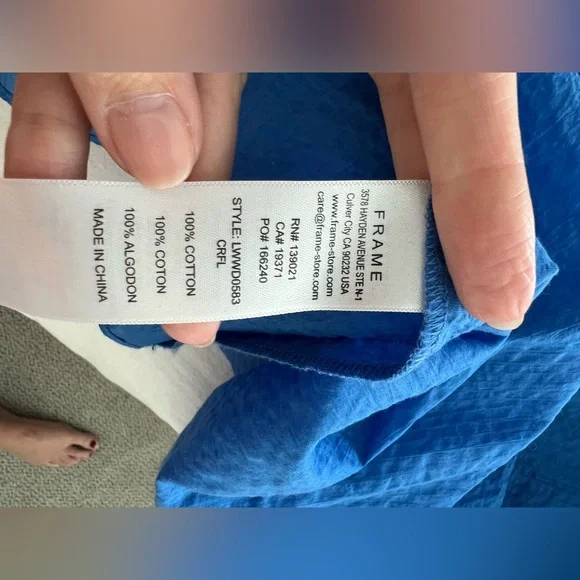 FRAME
3578 HAYDEN AVENUE STE N-1
Culver City CA 90232 USA
www.frame-store.com
care@frame-store.com
RN# 139021
CA# 19371
PO# 166240
STYLE: LWWD0583
CRFL
100% COTTON
100% COTON
100% ALGODON
MADE IN CHINA